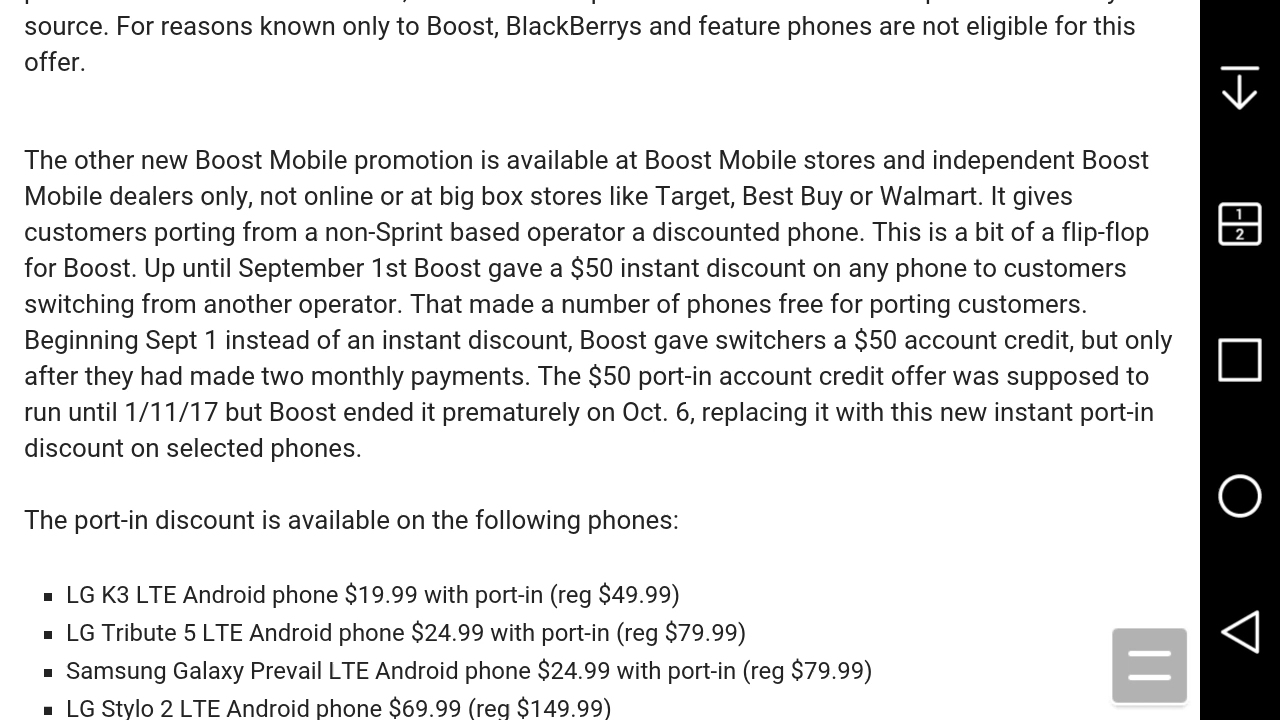 source. For reasons known only to Boost, BlackBerrys and feature phones are not eligible for this
offer.
The other new Boost Mobile promotion is available at Boost Mobile stores and independent Boost
Mobile dealers only, not online or at big box stores like Target, Best Buy or Walmart. It gives
customers porting from a non-Sprint based operator a discounted phone. This is a bit of a flip-flop
for Boost. Up until September 1st Boost gave a $50 instant discount on any phone to customers
switching from another operator. That made a number of phones free for porting customers.
Beginning Sept 1 instead of an instant discount, Boost gave switchers a $50 account credit, but only
after they had made two monthly payments. The $50 port-in account credit offer was supposed to
run until 1/11/17 but Boost ended it prematurely on Oct. 6, replacing it with this new instant port-in
discount on selected phones.
The port-in discount is available on the following phones:
▪ LG K3 LTE Android phone $19.99 with port-in (reg $49.99)
▪ LG Tribute 5 LTE Android phone $24.99 with port-in (reg $79.99)
▪ Samsung Galaxy Prevail LTE Android phone $24.99 with port-in (reg $79.99)
▪ LG Stylo 2 LTE Android phone $69.99 (reg $149.99)
1
2